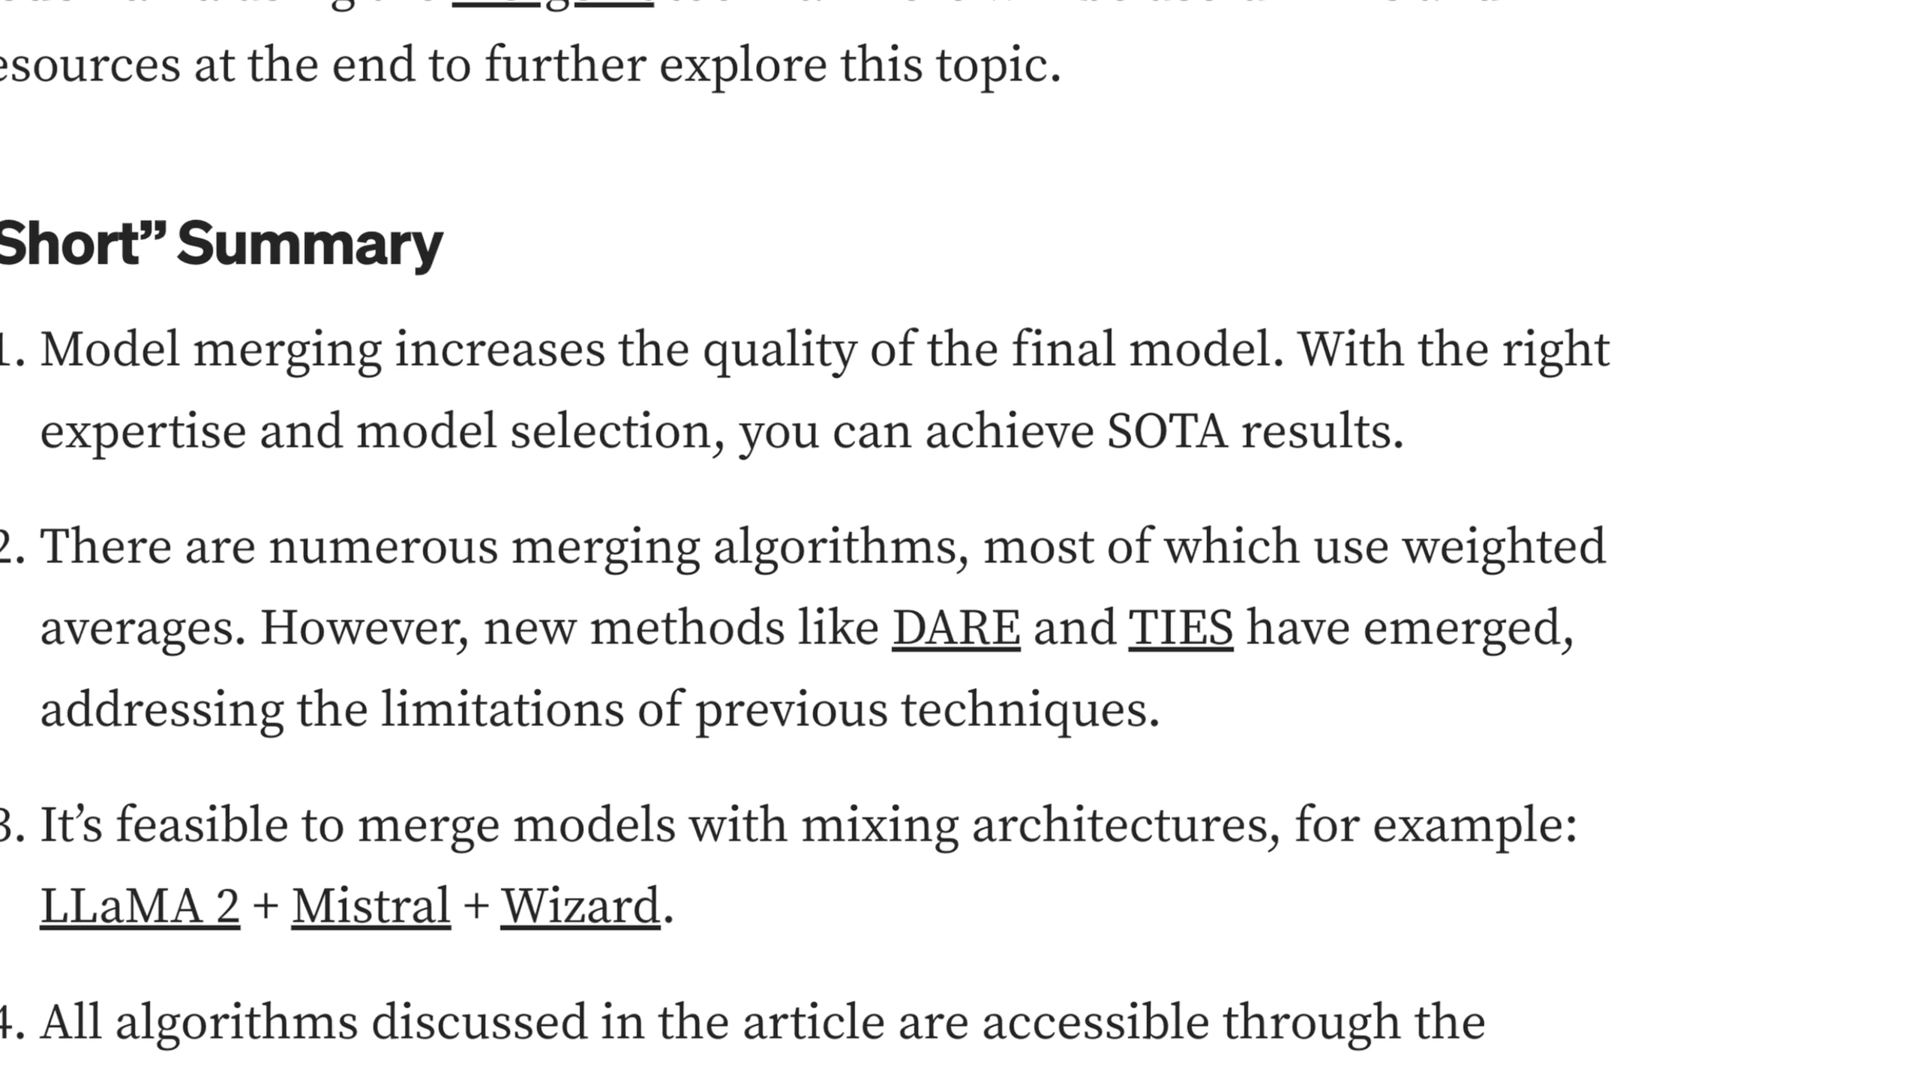 esources at the end to further explore this topic.
Short” Summary
1. Model merging increases the quality of the final model. With the right
expertise and model selection, you can achieve SOTA results.
2. There are numerous merging algorithms, most of which use weighted
averages. However, new methods like DARE and TIES have emerged,
addressing the limitations of previous techniques.
3. It’s feasible to merge models with mixing architectures, for example:
LLaMA 2 + Mistral + Wizard.
4. All algorithms discussed in the article are accessible through the